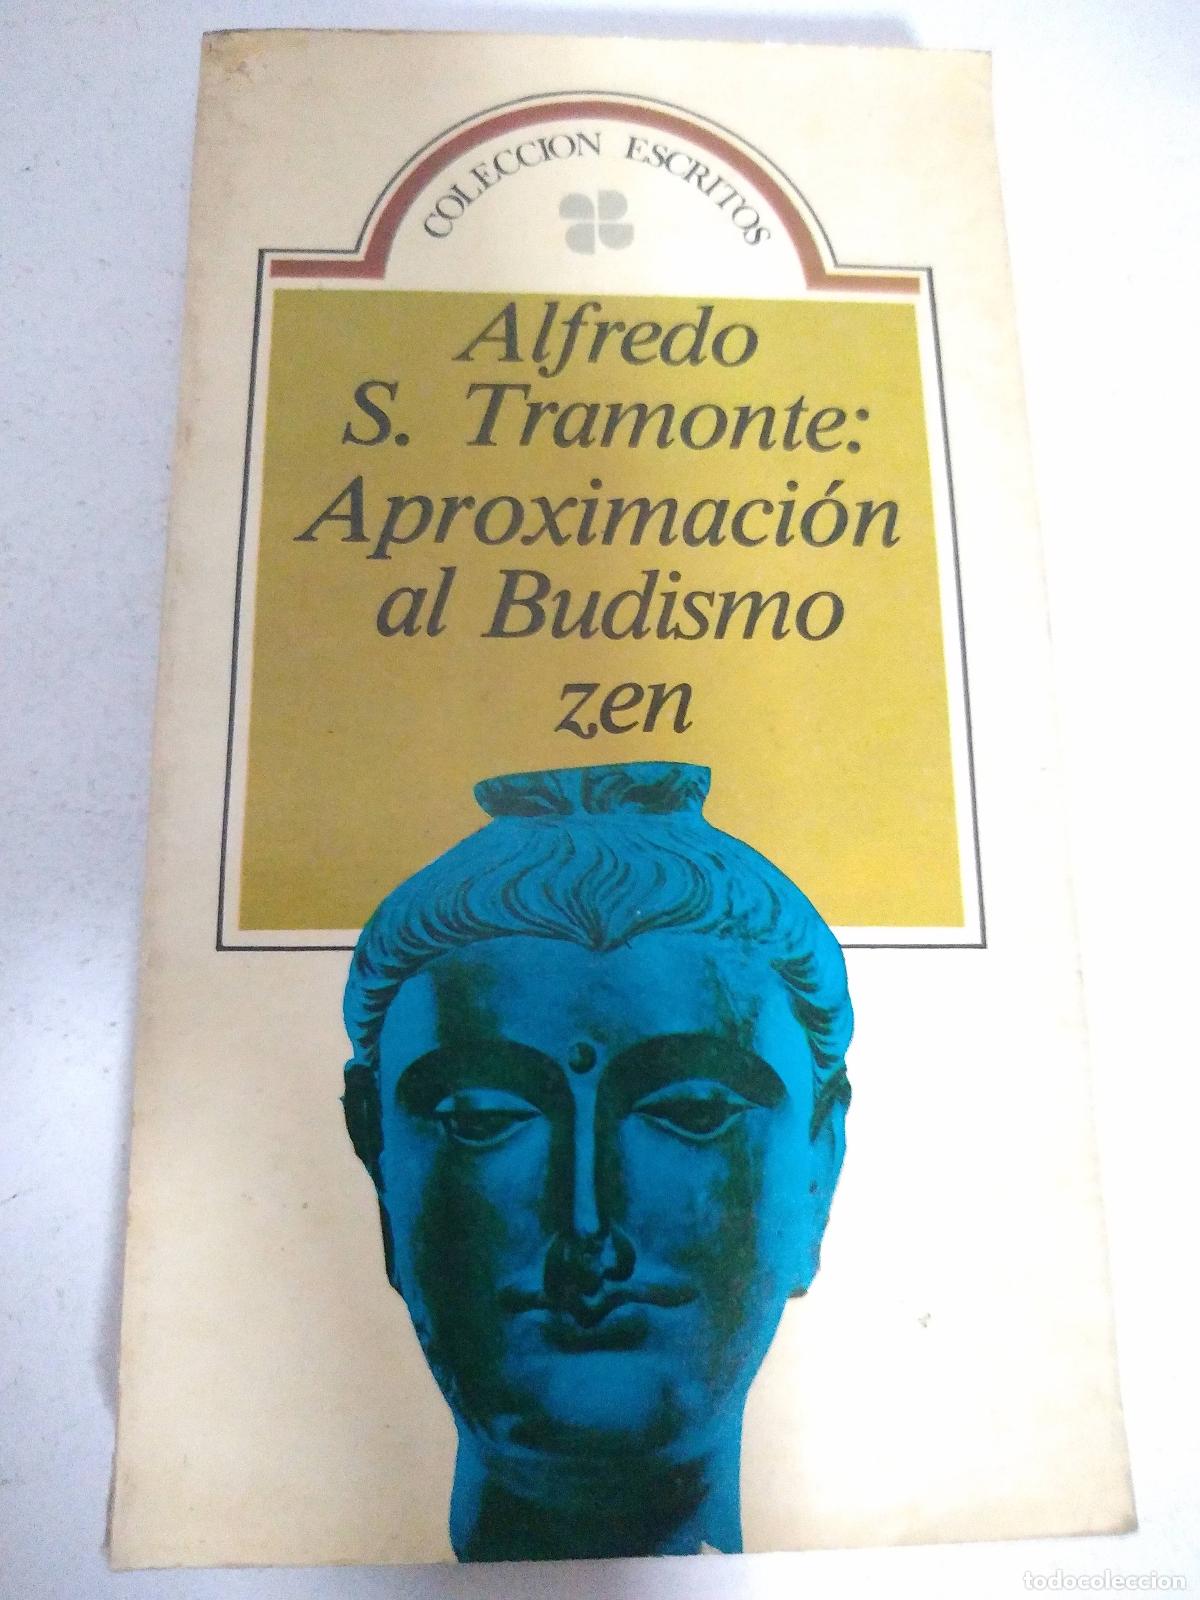 COLECCION ESCRITOS
Alfredo
S. Tramonte:
Aproximación
al Budismo
zen
todocoleccion